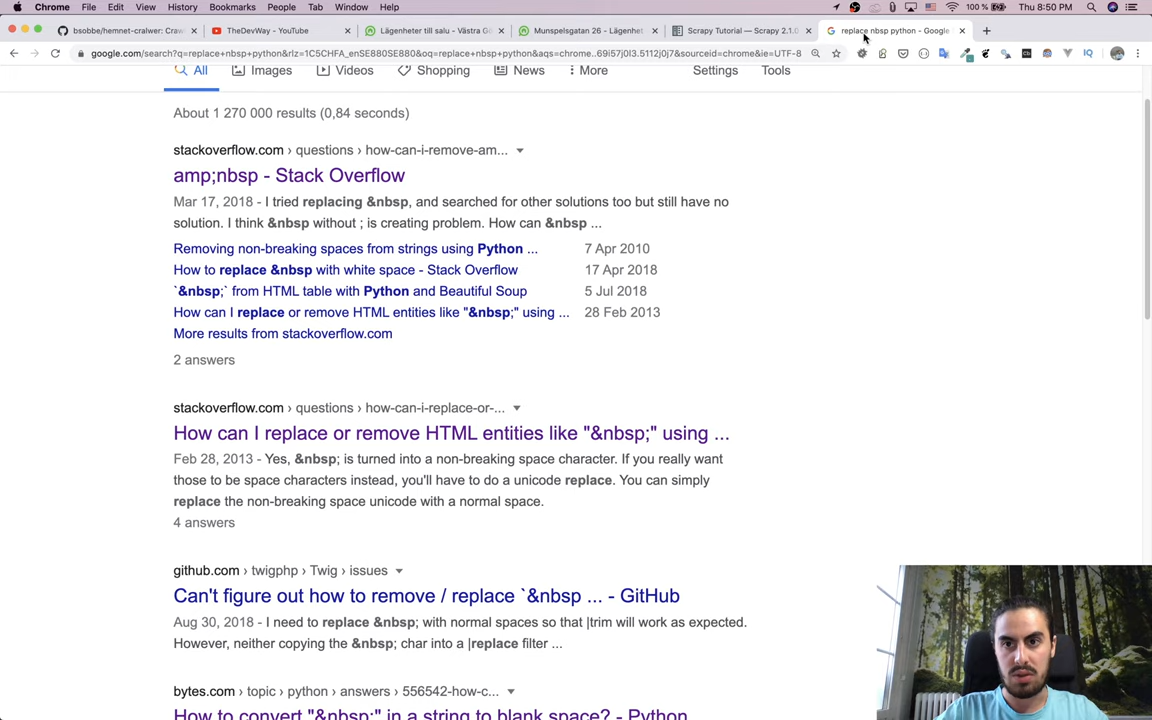 Chrome File Edit View History Bookmarks People Tab Window Help 100 % Thu 8:50 PM
bsobbe/hemnet-cralwer: Craw
TheDevWay - YouTube
Lägenheter till salu - Västra Gö
Munspelsgatan 26 - Lägenhet
Scrapy Tutorial — Scrapy 2.1.0
replace nbsp python - Google
google.com/search?q=replace+nbsp+python&rlz=1C5CHFA_enSE880SE880&oq=replace+nbsp+python&aqs=chrome..69i57j0l3.5112j0j7&sourceid=chrome&ie=UTF-8
All Images Videos Shopping News More Settings Tools
About 1 270 000 results (0,84 seconds)
stackoverflow.com › questions › how-can-i-remove-am...
amp;nbsp - Stack Overflow
Mar 17, 2018 - I tried replacing &nbsp, and searched for other solutions too but still have no
solution. I think &nbsp without ; is creating problem. How can &nbsp ...
Removing non-breaking spaces from strings using Python ... 7 Apr 2010
How to replace &nbsp with white space - Stack Overflow 17 Apr 2018
`&nbsp;` from HTML table with Python and Beautiful Soup 5 Jul 2018
How can I replace or remove HTML entities like "&nbsp;" using ... 28 Feb 2013
More results from stackoverflow.com
2 answers
stackoverflow.com › questions › how-can-i-replace-or-...
How can I replace or remove HTML entities like "&nbsp;" using ...
Feb 28, 2013 - Yes, &nbsp; is turned into a non-breaking space character. If you really want
those to be space characters instead, you'll have to do a unicode replace. You can simply
replace the non-breaking space unicode with a normal space.
4 answers
github.com › twigphp › Twig › issues
Can't figure out how to remove / replace `&nbsp ... - GitHub
Aug 30, 2018 - I need to replace &nbsp; with normal spaces so that |trim will work as expected.
However, neither copying the &nbsp; char into a |replace filter ...
bytes.com › topic › python › answers › 556542-how-c...
How to convert "&nbsp;" in a string to blank space? - Python